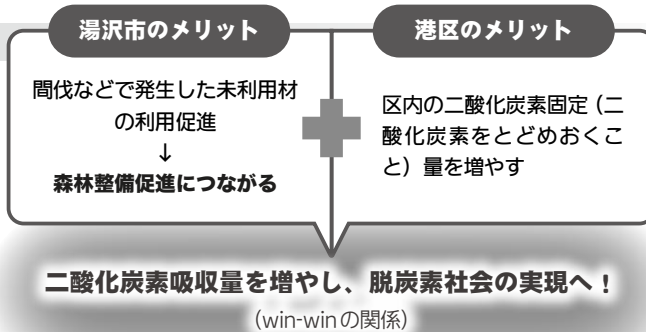 湯沢市のメリット
間伐などで発生した未利用材
の利用促進
↓
森林整備促進につながる
港区のメリット
区内の二酸化炭素固定（二
酸化炭素をとどめおくこ
と）量を増やす
二酸化炭素吸収量を増やし、脱炭素社会の実現へ！
（win-winの関係）